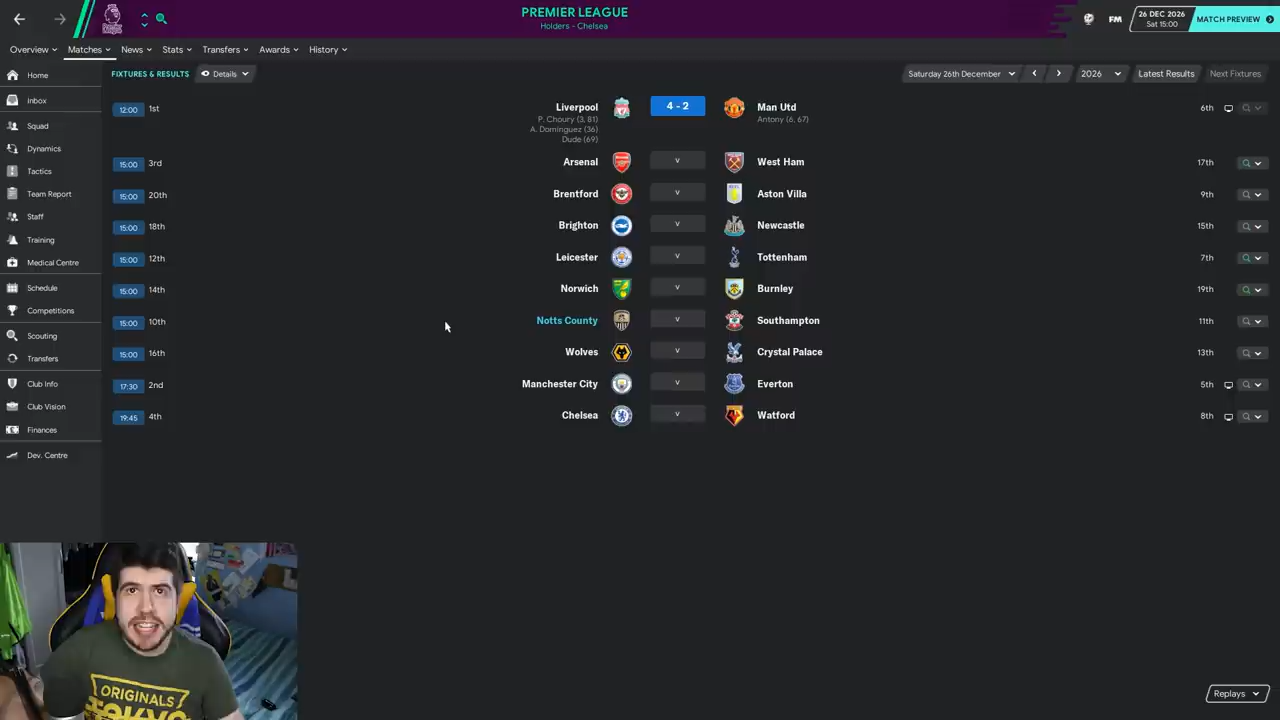 PREMIER LEAGUE
Holders - Chelsea
FM
26 DEC 2026
Sat 15:00
MATCH PREVIEW
Overview
Matches
News
Stats
Transfers
Awards
History
Home
Inbox
Squad
Dynamics
Tactics
Team Report
Staff
Training
Medical Centre
Schedule
Competitions
Scouting
Transfers
Club Info
Club Vision
Finances
Dev. Centre
FIXTURES & RESULTS
Details
Saturday 26th December
2026
Latest Results
Next Fixtures
12:00 1st Liverpool 4 - 2 Man Utd 6th
P. Choury (3, 81) Antony (6, 67)
A. Domínguez (36)
Dude (69)
15:00 3rd Arsenal v West Ham 17th
15:00 20th Brentford v Aston Villa 9th
15:00 18th Brighton v Newcastle 15th
15:00 12th Leicester v Tottenham 7th
15:00 14th Norwich v Burnley 19th
15:00 10th Notts County v Southampton 11th
15:00 16th Wolves v Crystal Palace 13th
17:30 2nd Manchester City v Everton 5th
19:45 4th Chelsea v Watford 8th
Replays
ORIGINALS